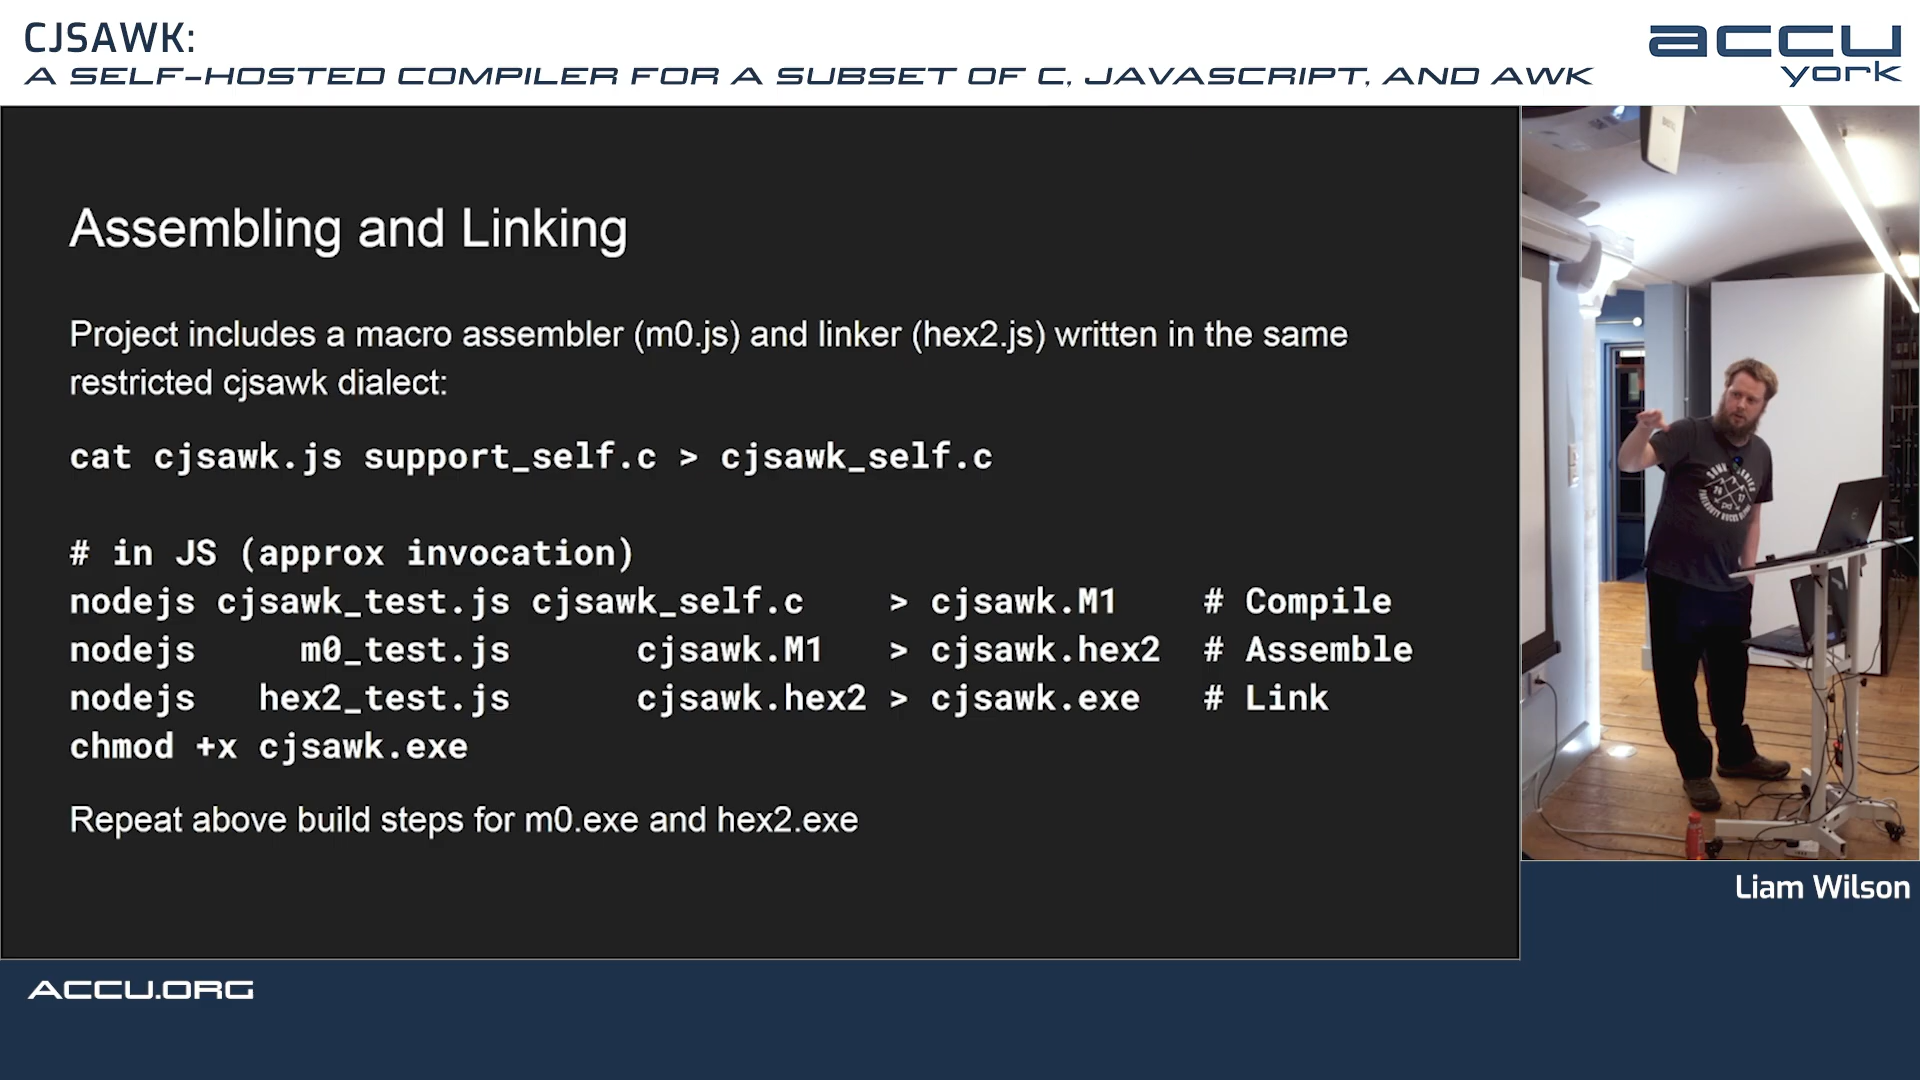 CJSAWK:
A SELF-HOSTED COMPILER FOR A SUBSET OF C, JAVASCRIPT, AND AWK
accu
york
Assembling and Linking
Project includes a macro assembler (m0.js) and linker (hex2.js) written in the same
restricted cjsawk dialect:
cat cjsawk.js support_self.c > cjsawk_self.c
# in JS (approx invocation)
nodejs cjsawk_test.js cjsawk_self.c > cjsawk.M1 # Compile
nodejs m0_test.js cjsawk.M1 > cjsawk.hex2 # Assemble
nodejs hex2_test.js cjsawk.hex2 > cjsawk.exe # Link
chmod +x cjsawk.exe
Repeat above build steps for m0.exe and hex2.exe
Liam Wilson
ACCU.ORG